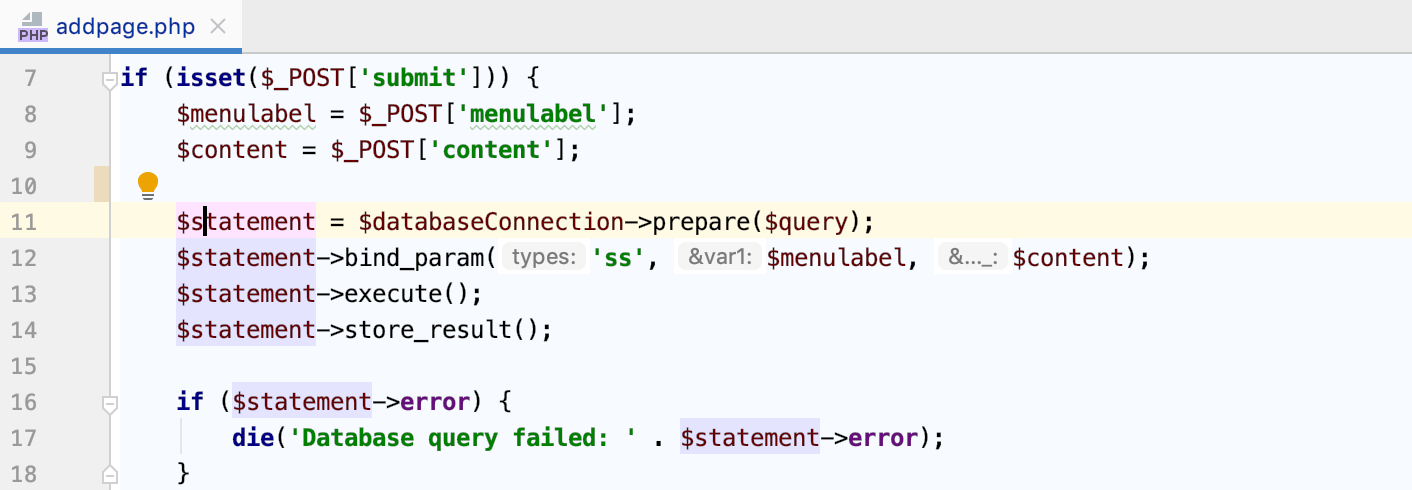 PHP addpage.php
7 if (isset($_POST['submit'])) {
8 $menulabel = $_POST['menulabel'];
9 $content = $_POST['content'];
10
11 $statement = $databaseConnection->prepare($query);
12 $statement->bind_param( types: 'ss', &var1: $menulabel, &..._: $content);
13 $statement->execute();
14 $statement->store_result();
15
16 if ($statement->error) {
17 die('Database query failed: ' . $statement->error);
18 }